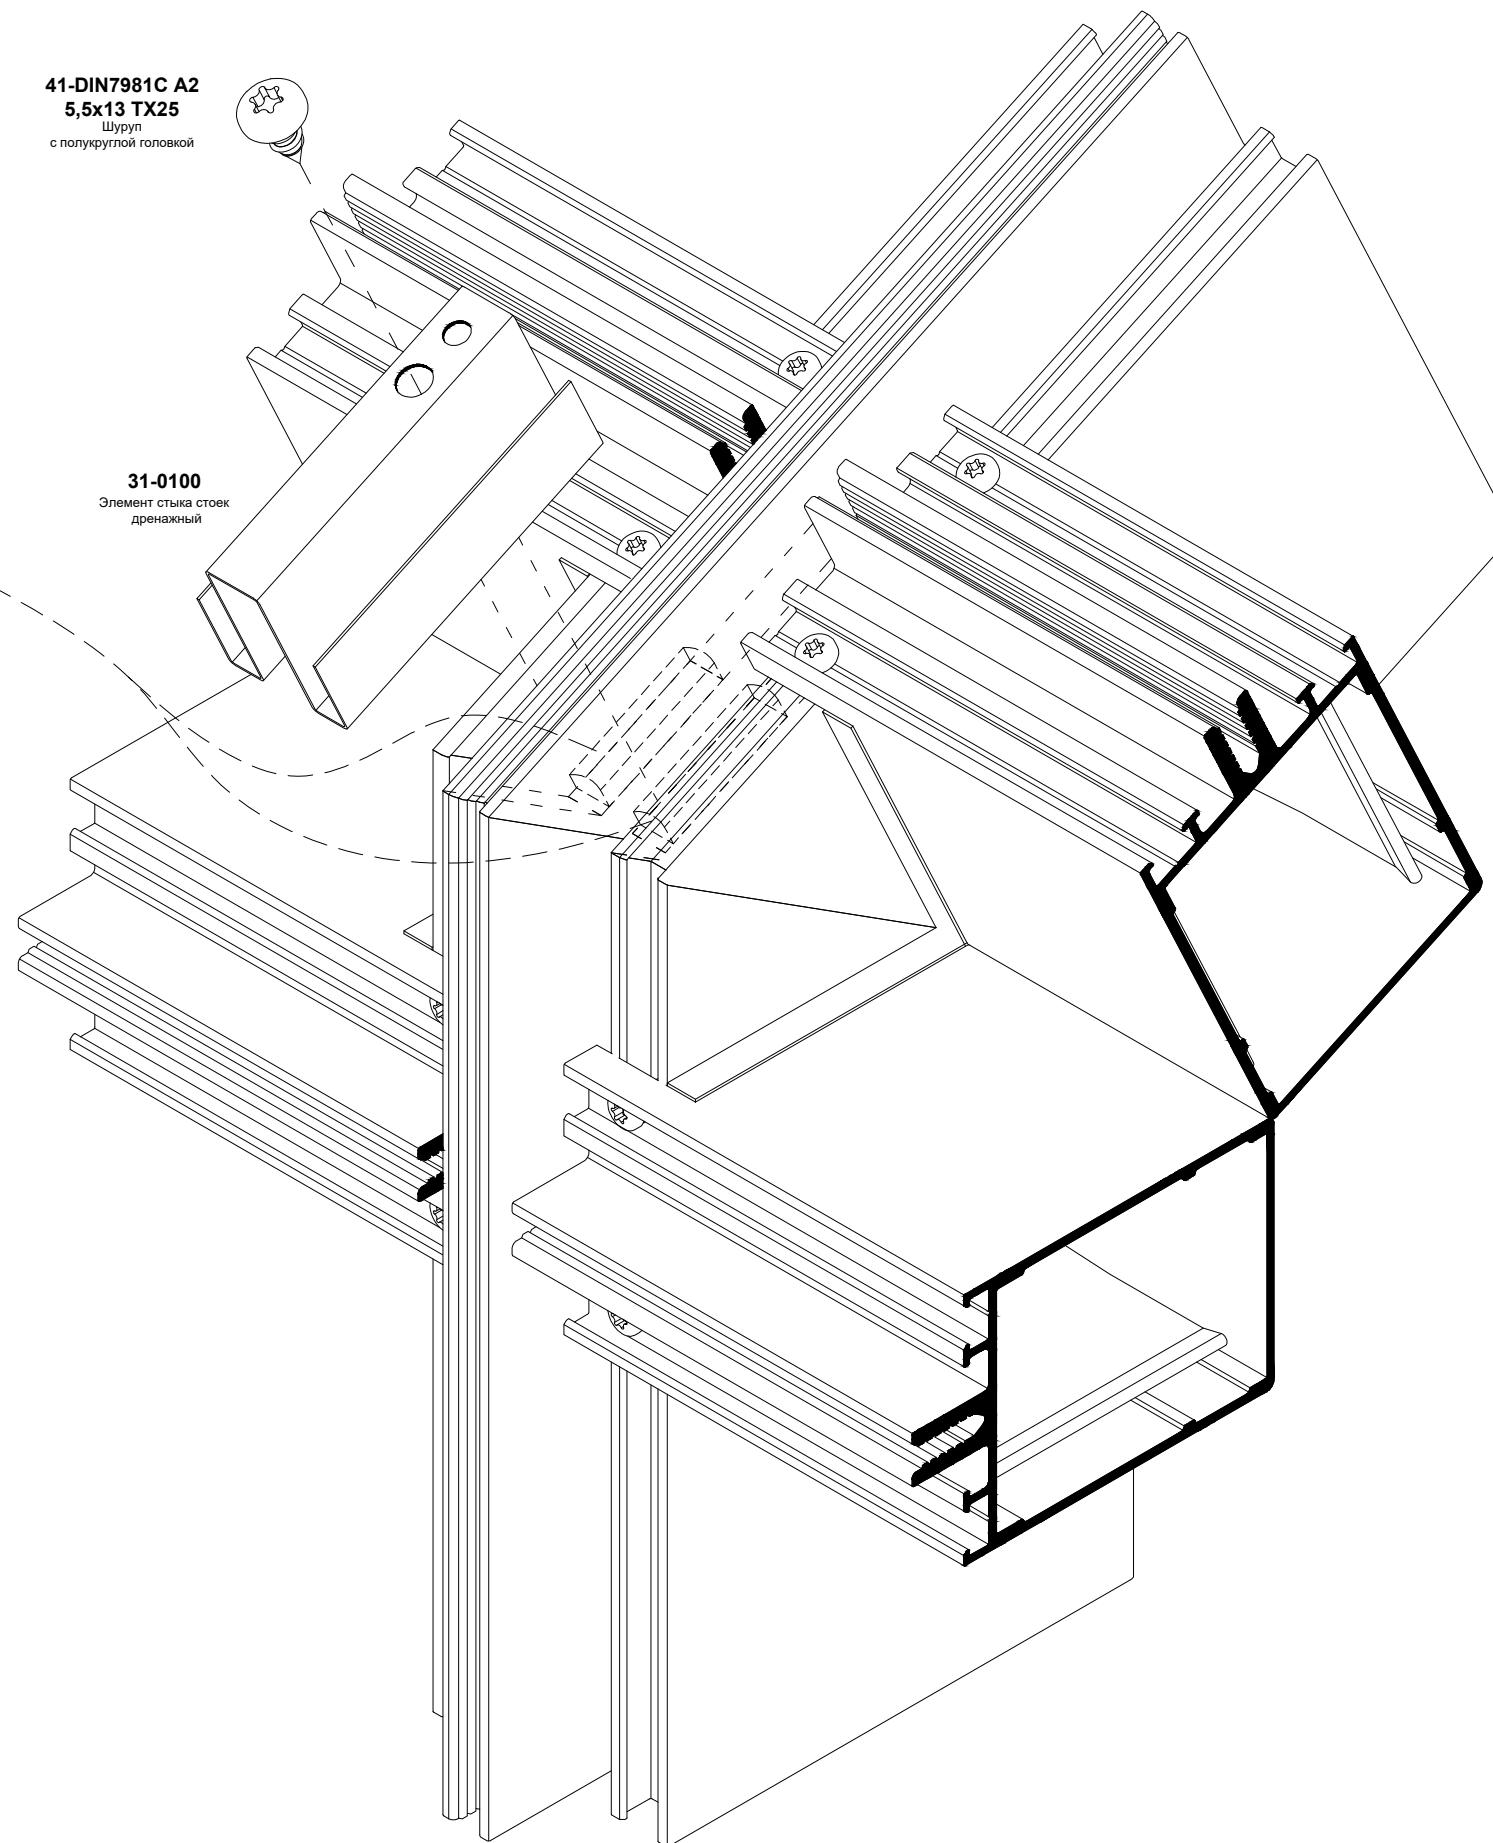 41-DIN7981C A2
5,5x13 TX25
Шуруп
с полукруглой головкой
31-0100
Элемент стыка стоек
дренажный